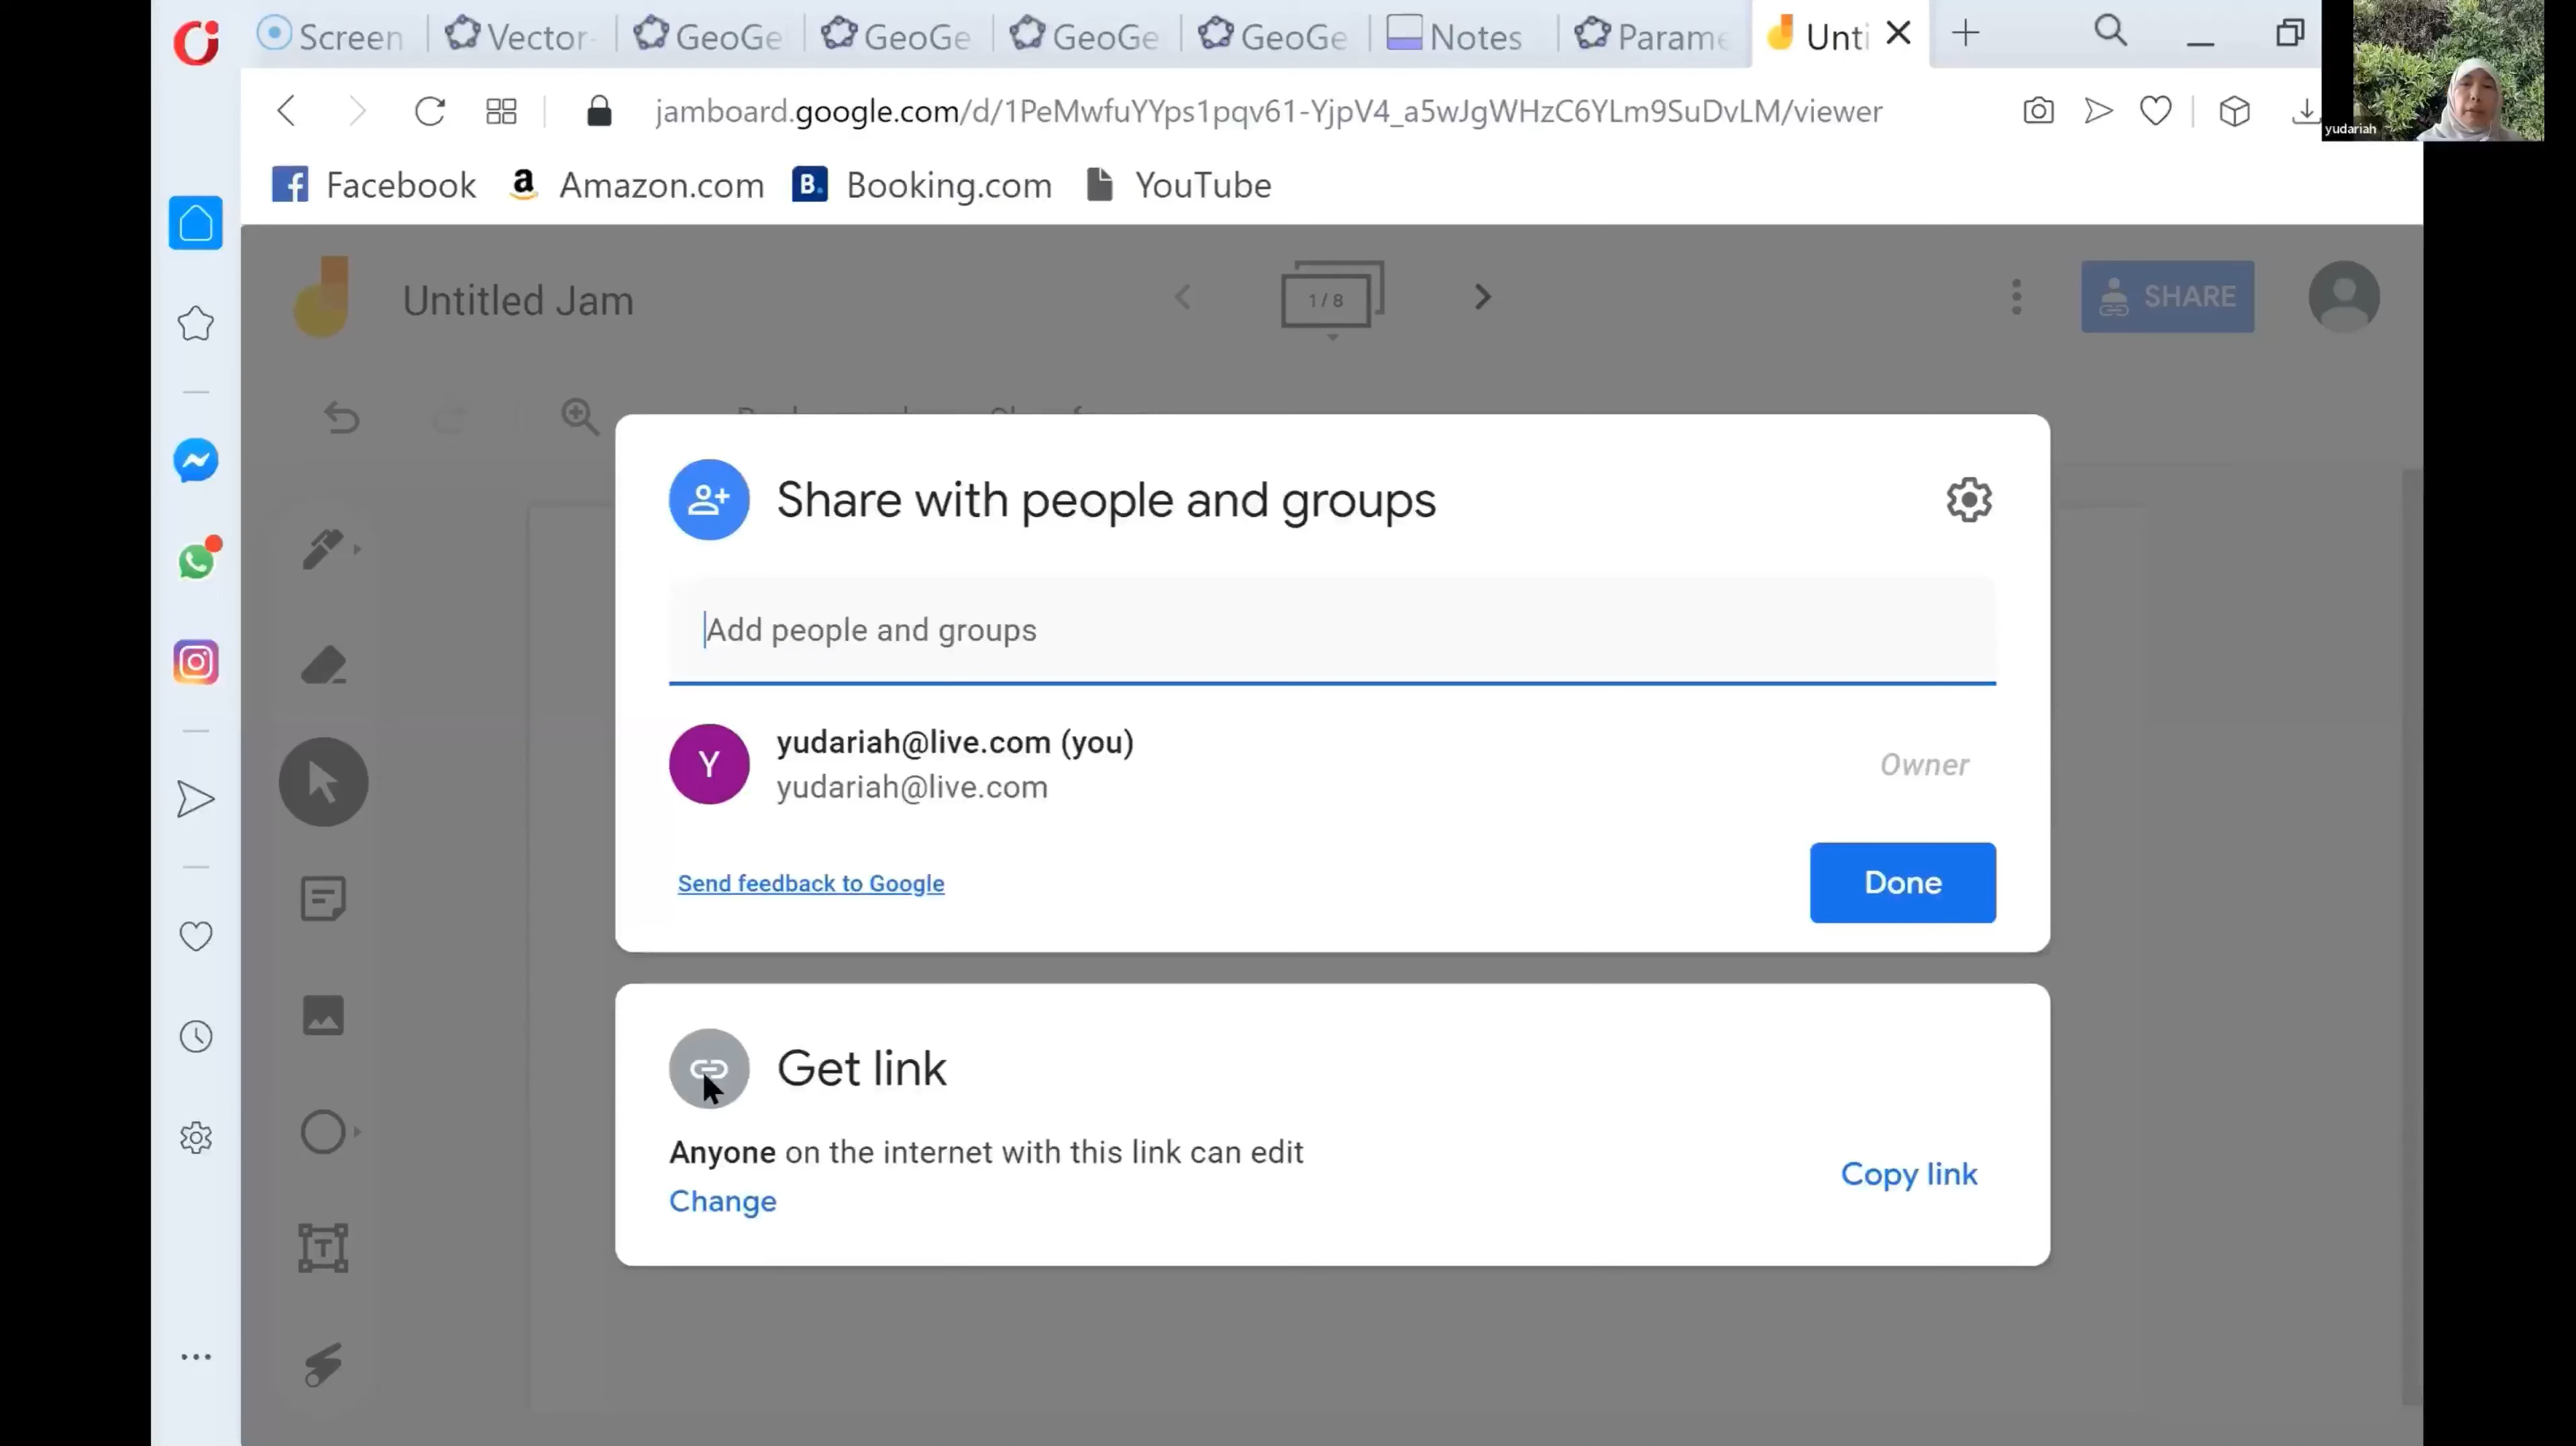 Screen
Vector-
GeoGe
GeoGe
GeoGe
GeoGe
Notes
Parame
Unti
jamboard.google.com/d/1PeMwfuYYps1pqv61-YjpV4_a5wJgWHzC6YLm9SuDvLM/viewer
yudariah
Facebook
Amazon.com
B.
Booking.com
YouTube
Untitled Jam
1 / 8
SHARE
Share with people and groups
Add people and groups
Y
yudariah@live.com (you)
yudariah@live.com
Owner
Send feedback to Google
Done
Get link
Anyone on the internet with this link can edit
Change
Copy link